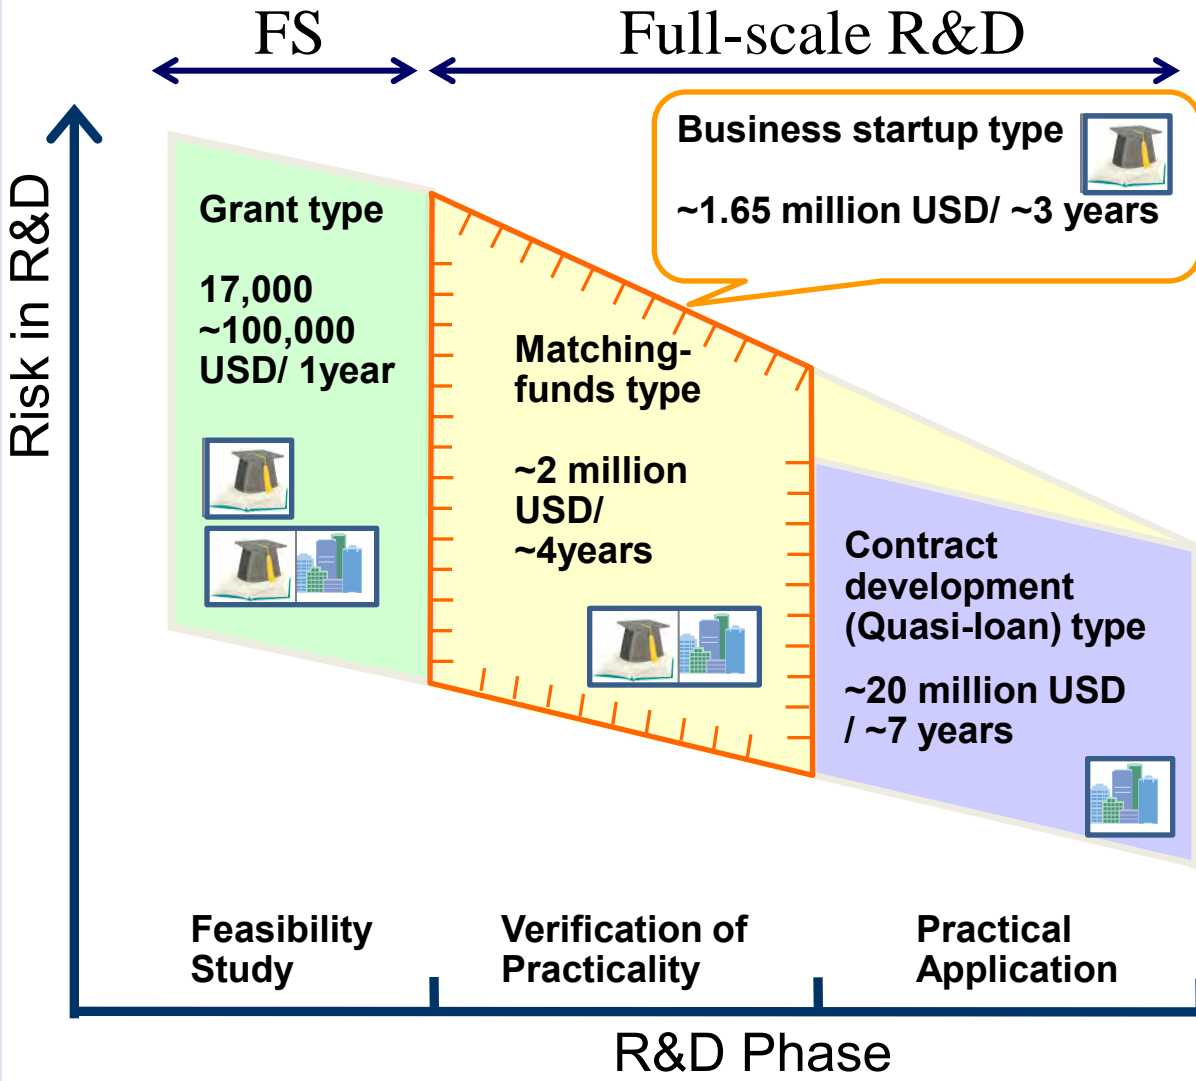 FS
Full-scale R&D
Risk in R&D
Business startup type
~1.65 million USD/ ~3 years
Grant type
17,000
~100,000
USD/ 1year
Matching-
funds type
~2 million
USD/
~4years
Contract
development
(Quasi-loan) type
~20 million USD
/ ~7 years
Feasibility
Study
Verification of
Practicality
Practical
Application
R&D Phase